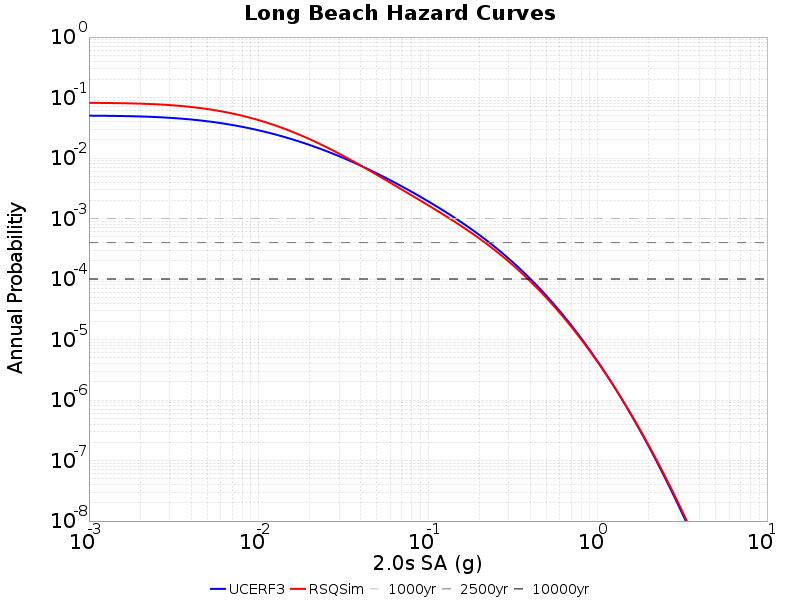 Long Beach Hazard Curves
Annual Probabilitiy
10^0
10^-1
10^-2
10^-3
10^-4
10^-5
10^-6
10^-7
10^-8
10^-3 10^-2 10^-1 10^0 10^1
2.0s SA (g)
UCERF3 RSQSim 1000yr 2500yr 10000yr